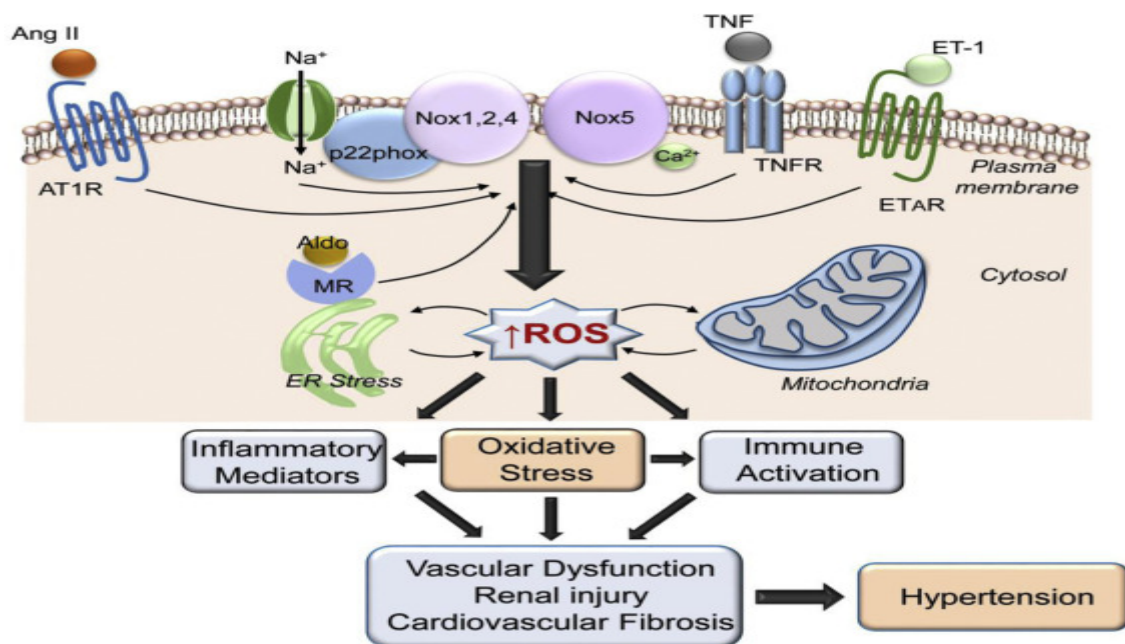 Ang II
Na⁺
TNF
ET-1
Nox1,2,4
Nox5
p22phox
Ca²⁺
Na⁺
AT1R
TNFR
Plasma
membrane
ETAR
Aldo
MR
Cytosol
↑ROS
ER Stress
Mitochondria
Inflammatory
Mediators
Oxidative
Stress
Immune
Activation
Vascular Dysfunction
Renal injury
Cardiovascular Fibrosis
Hypertension